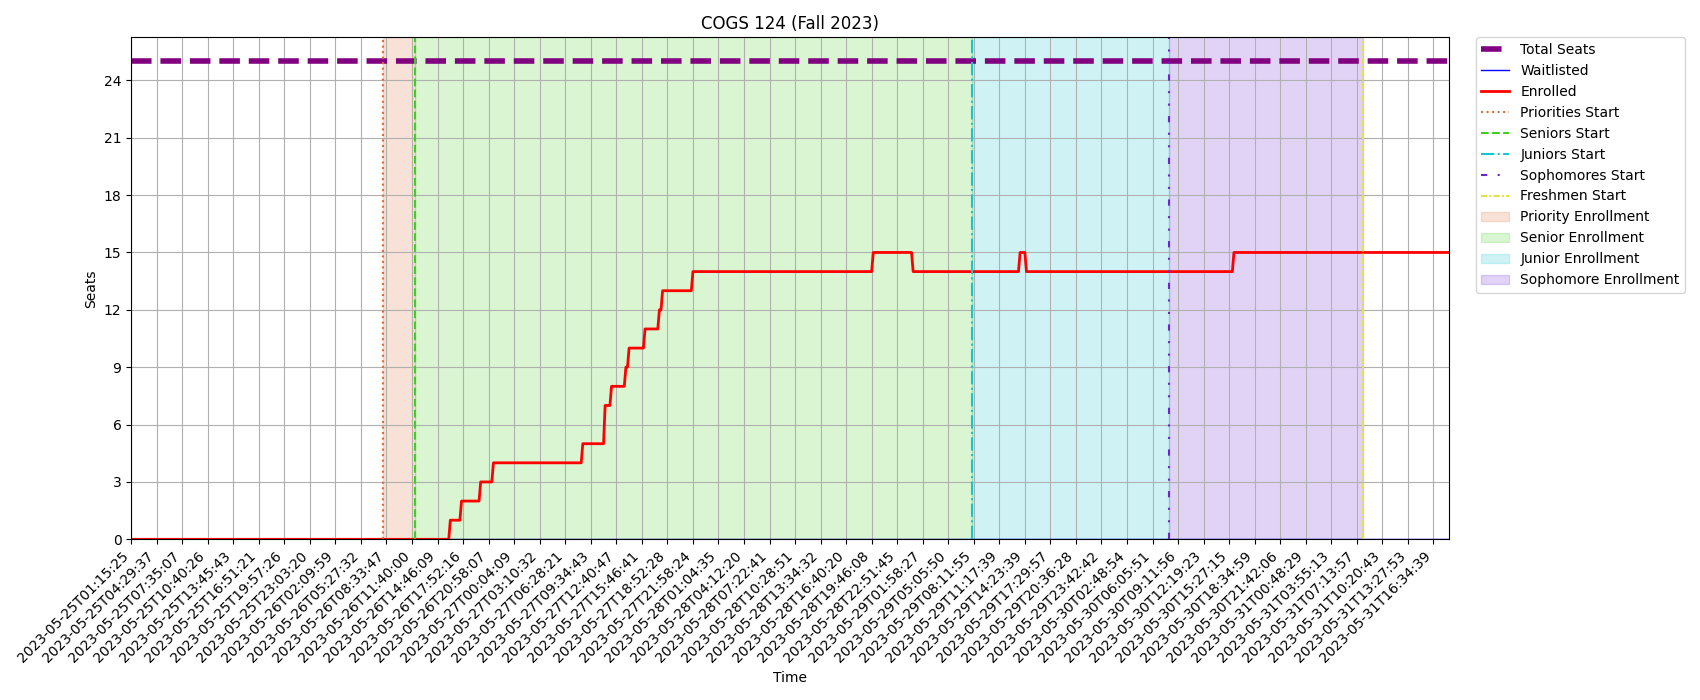 COGS 124 (Fall 2023)
Seats
24
21
18
15
12
9
6
3
0
2023-05-25T01:15:25
2023-05-25T04:29:37
2023-05-25T07:35:07
2023-05-25T10:40:26
2023-05-25T13:45:43
2023-05-25T16:51:21
2023-05-25T19:57:26
2023-05-25T23:03:20
2023-05-26T02:09:59
2023-05-26T05:27:32
2023-05-26T08:33:47
2023-05-26T11:40:00
2023-05-26T14:46:09
2023-05-26T17:52:16
2023-05-26T20:58:07
2023-05-27T00:04:09
2023-05-27T03:10:32
2023-05-27T06:28:21
2023-05-27T09:34:43
2023-05-27T12:40:47
2023-05-27T15:46:41
2023-05-27T18:52:28
2023-05-27T21:58:24
2023-05-28T01:04:35
2023-05-28T04:12:20
2023-05-28T07:22:41
2023-05-28T10:28:51
2023-05-28T13:34:32
2023-05-28T16:40:20
2023-05-28T19:46:08
2023-05-28T22:51:45
2023-05-29T01:58:27
2023-05-29T05:05:50
2023-05-29T08:11:55
2023-05-29T11:17:39
2023-05-29T14:23:39
2023-05-29T17:29:57
2023-05-29T20:36:28
2023-05-29T23:42:42
2023-05-30T02:48:54
2023-05-30T06:05:51
2023-05-30T09:11:56
2023-05-30T12:19:23
2023-05-30T15:27:15
2023-05-30T18:34:59
2023-05-30T21:42:06
2023-05-31T00:48:29
2023-05-31T03:55:13
2023-05-31T07:13:57
2023-05-31T10:20:43
2023-05-31T13:27:53
2023-05-31T16:34:39
Time
Total Seats
Waitlisted
Enrolled
Priorities Start
Seniors Start
Juniors Start
Sophomores Start
Freshmen Start
Priority Enrollment
Senior Enrollment
Junior Enrollment
Sophomore Enrollment